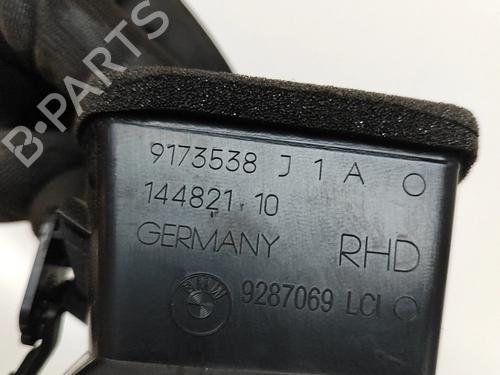 9173538 J 1 A
144821 10
GERMANY RHD
BMW 9287069 LCI
B-PARTS